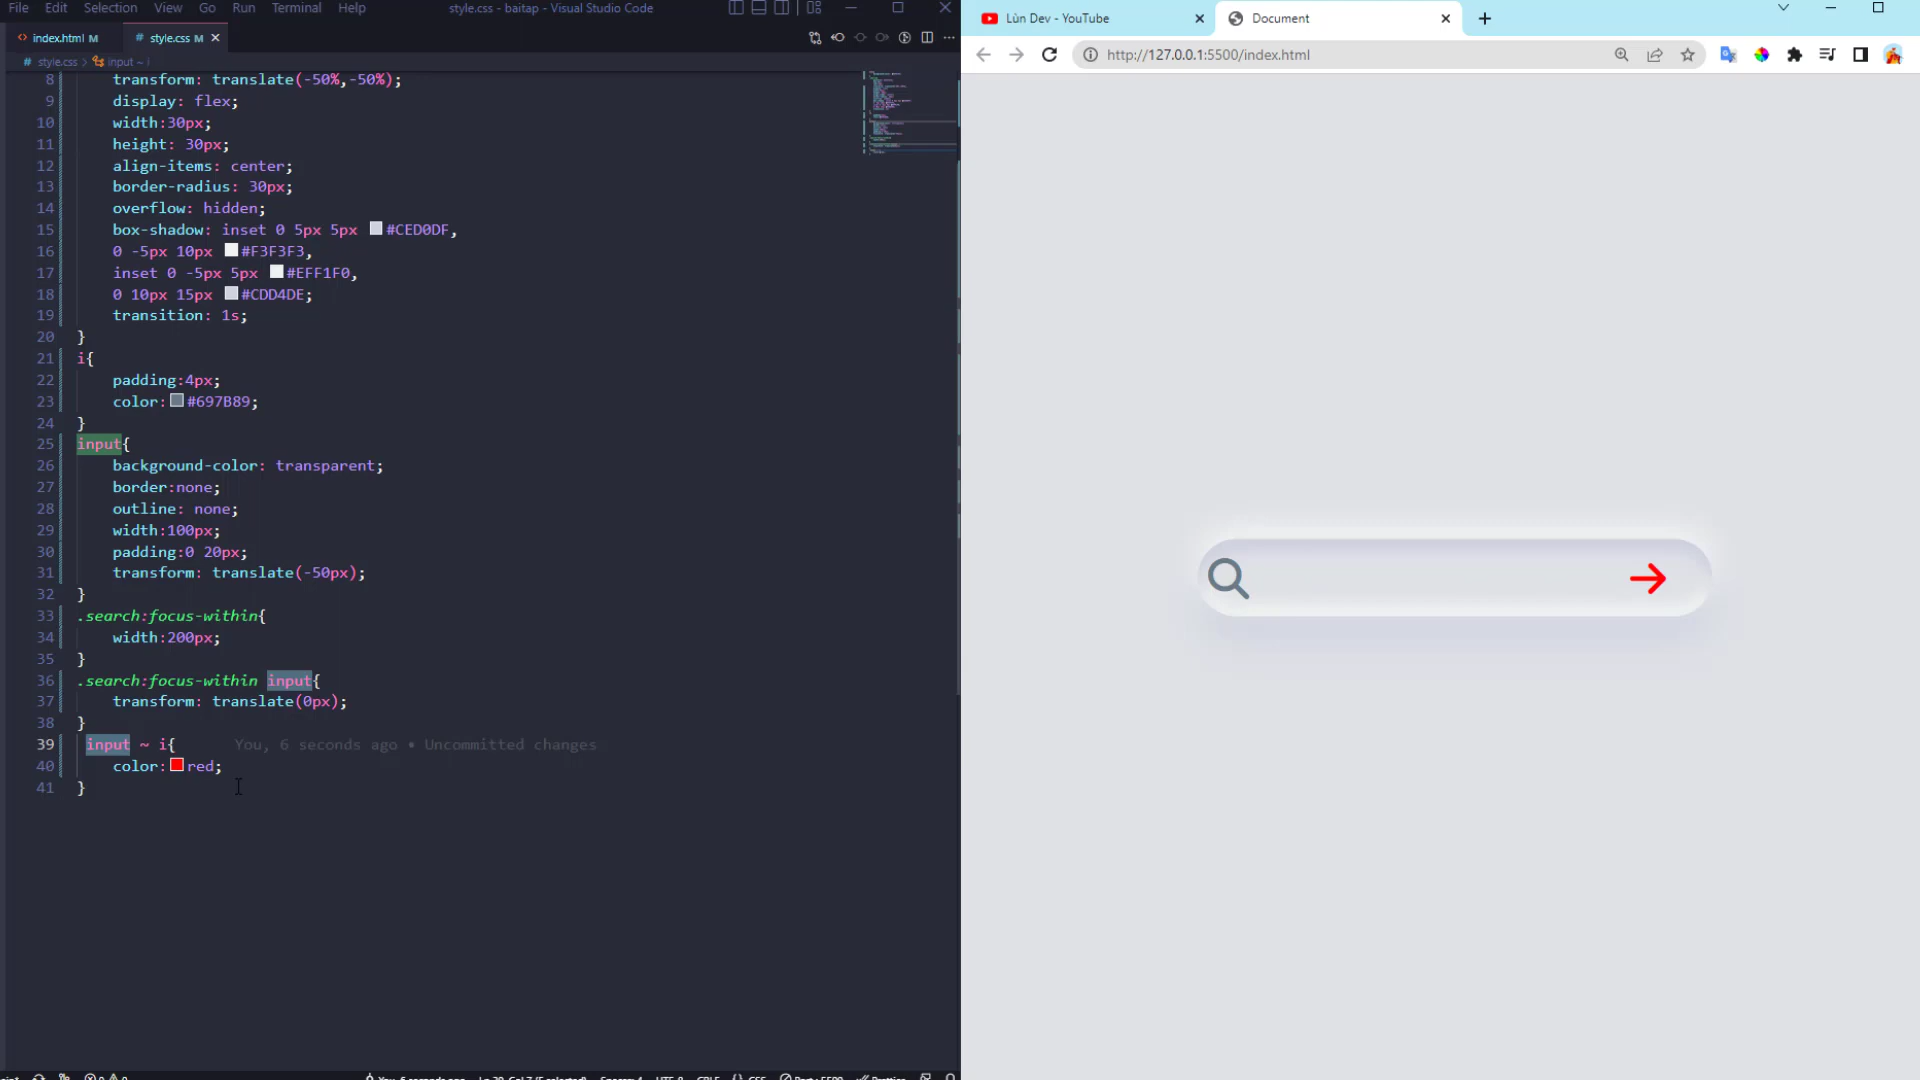 File Edit Selection View Go Run Terminal Help style.css - baitap - Visual Studio Code
index.html M style.css M
style.css input ~ i
8 transform: translate(-50%,-50%);
9 display: flex;
10 width:30px;
11 height: 30px;
12 align-items: center;
13 border-radius: 30px;
14 overflow: hidden;
15 box-shadow: inset 0 5px 5px #CED0DF,
16 0 -5px 10px #F3F3F3,
17 inset 0 -5px 5px #EFF1F0,
18 0 10px 15px #CDD4DE;
19 transition: 1s;
20 }
21 i{
22 padding:4px;
23 color:#697B89;
24 }
25 input{
26 background-color: transparent;
27 border:none;
28 outline: none;
29 width:100px;
30 padding:0 20px;
31 transform: translate(-50px);
32 }
33 .search:focus-within{
34 width:200px;
35 }
36 .search:focus-within input{
37 transform: translate(0px);
38 }
39 input ~ i{ You, 6 seconds ago • Uncommitted changes
40 color:red;
41 }
Lùn Dev - YouTube
Document
http://127.0.0.1:5500/index.html